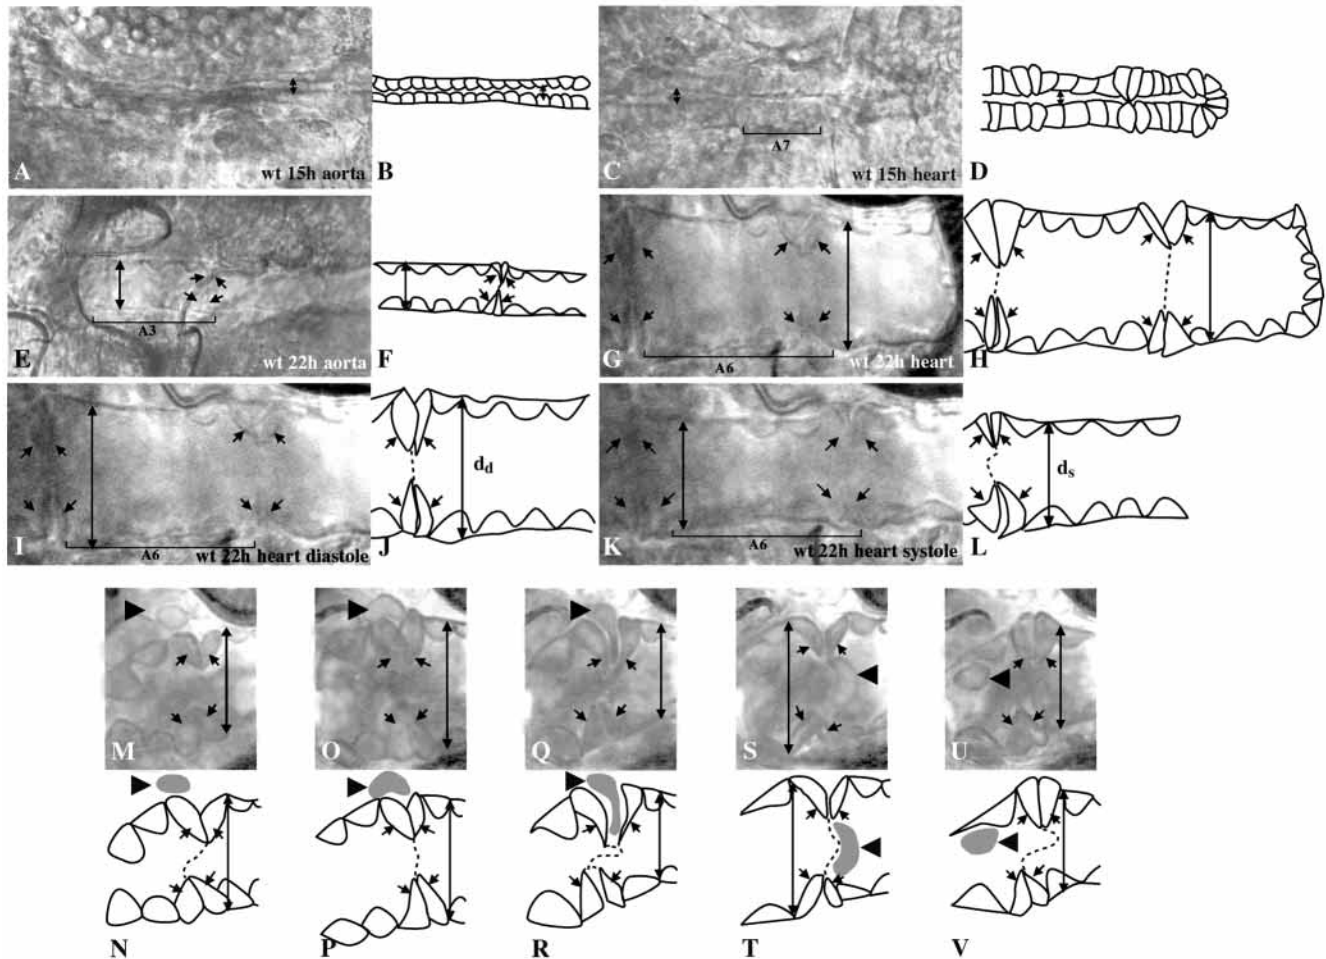 A
wt 15h aorta
B
A7
C
wt 15h heart
D
A3
E
wt 22h aorta
F
A6
G
wt 22h heart
H
A6
I
wt 22h heart diastole
dd
J
A6
K
wt 22h heart systole
ds
L
M
O
Q
S
U
N
P
R
T
V